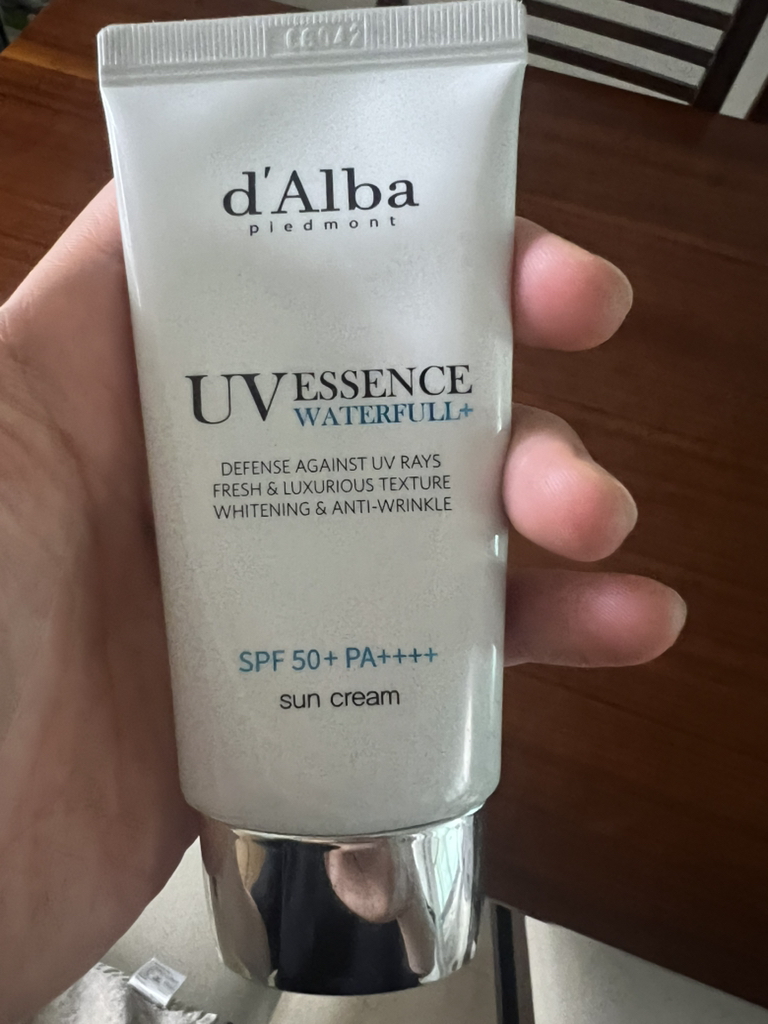 d'Alba
piedmont
UV ESSENCE
WATERFULL+
DEFENSE AGAINST UV RAYS
FRESH & LUXURIOUS TEXTURE
WHITENING & ANTI-WRINKLE
SPF 50+ PA++++
sun cream